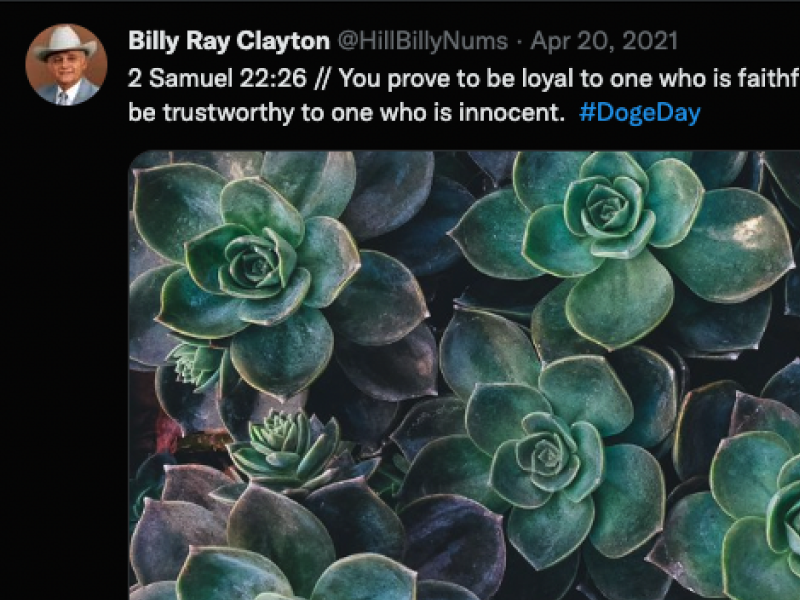 Billy Ray Clayton @HillBillyNums · Apr 20, 2021
2 Samuel 22:26 // You prove to be loyal to one who is
be trustworthy to one who is innocent. #DogeDay